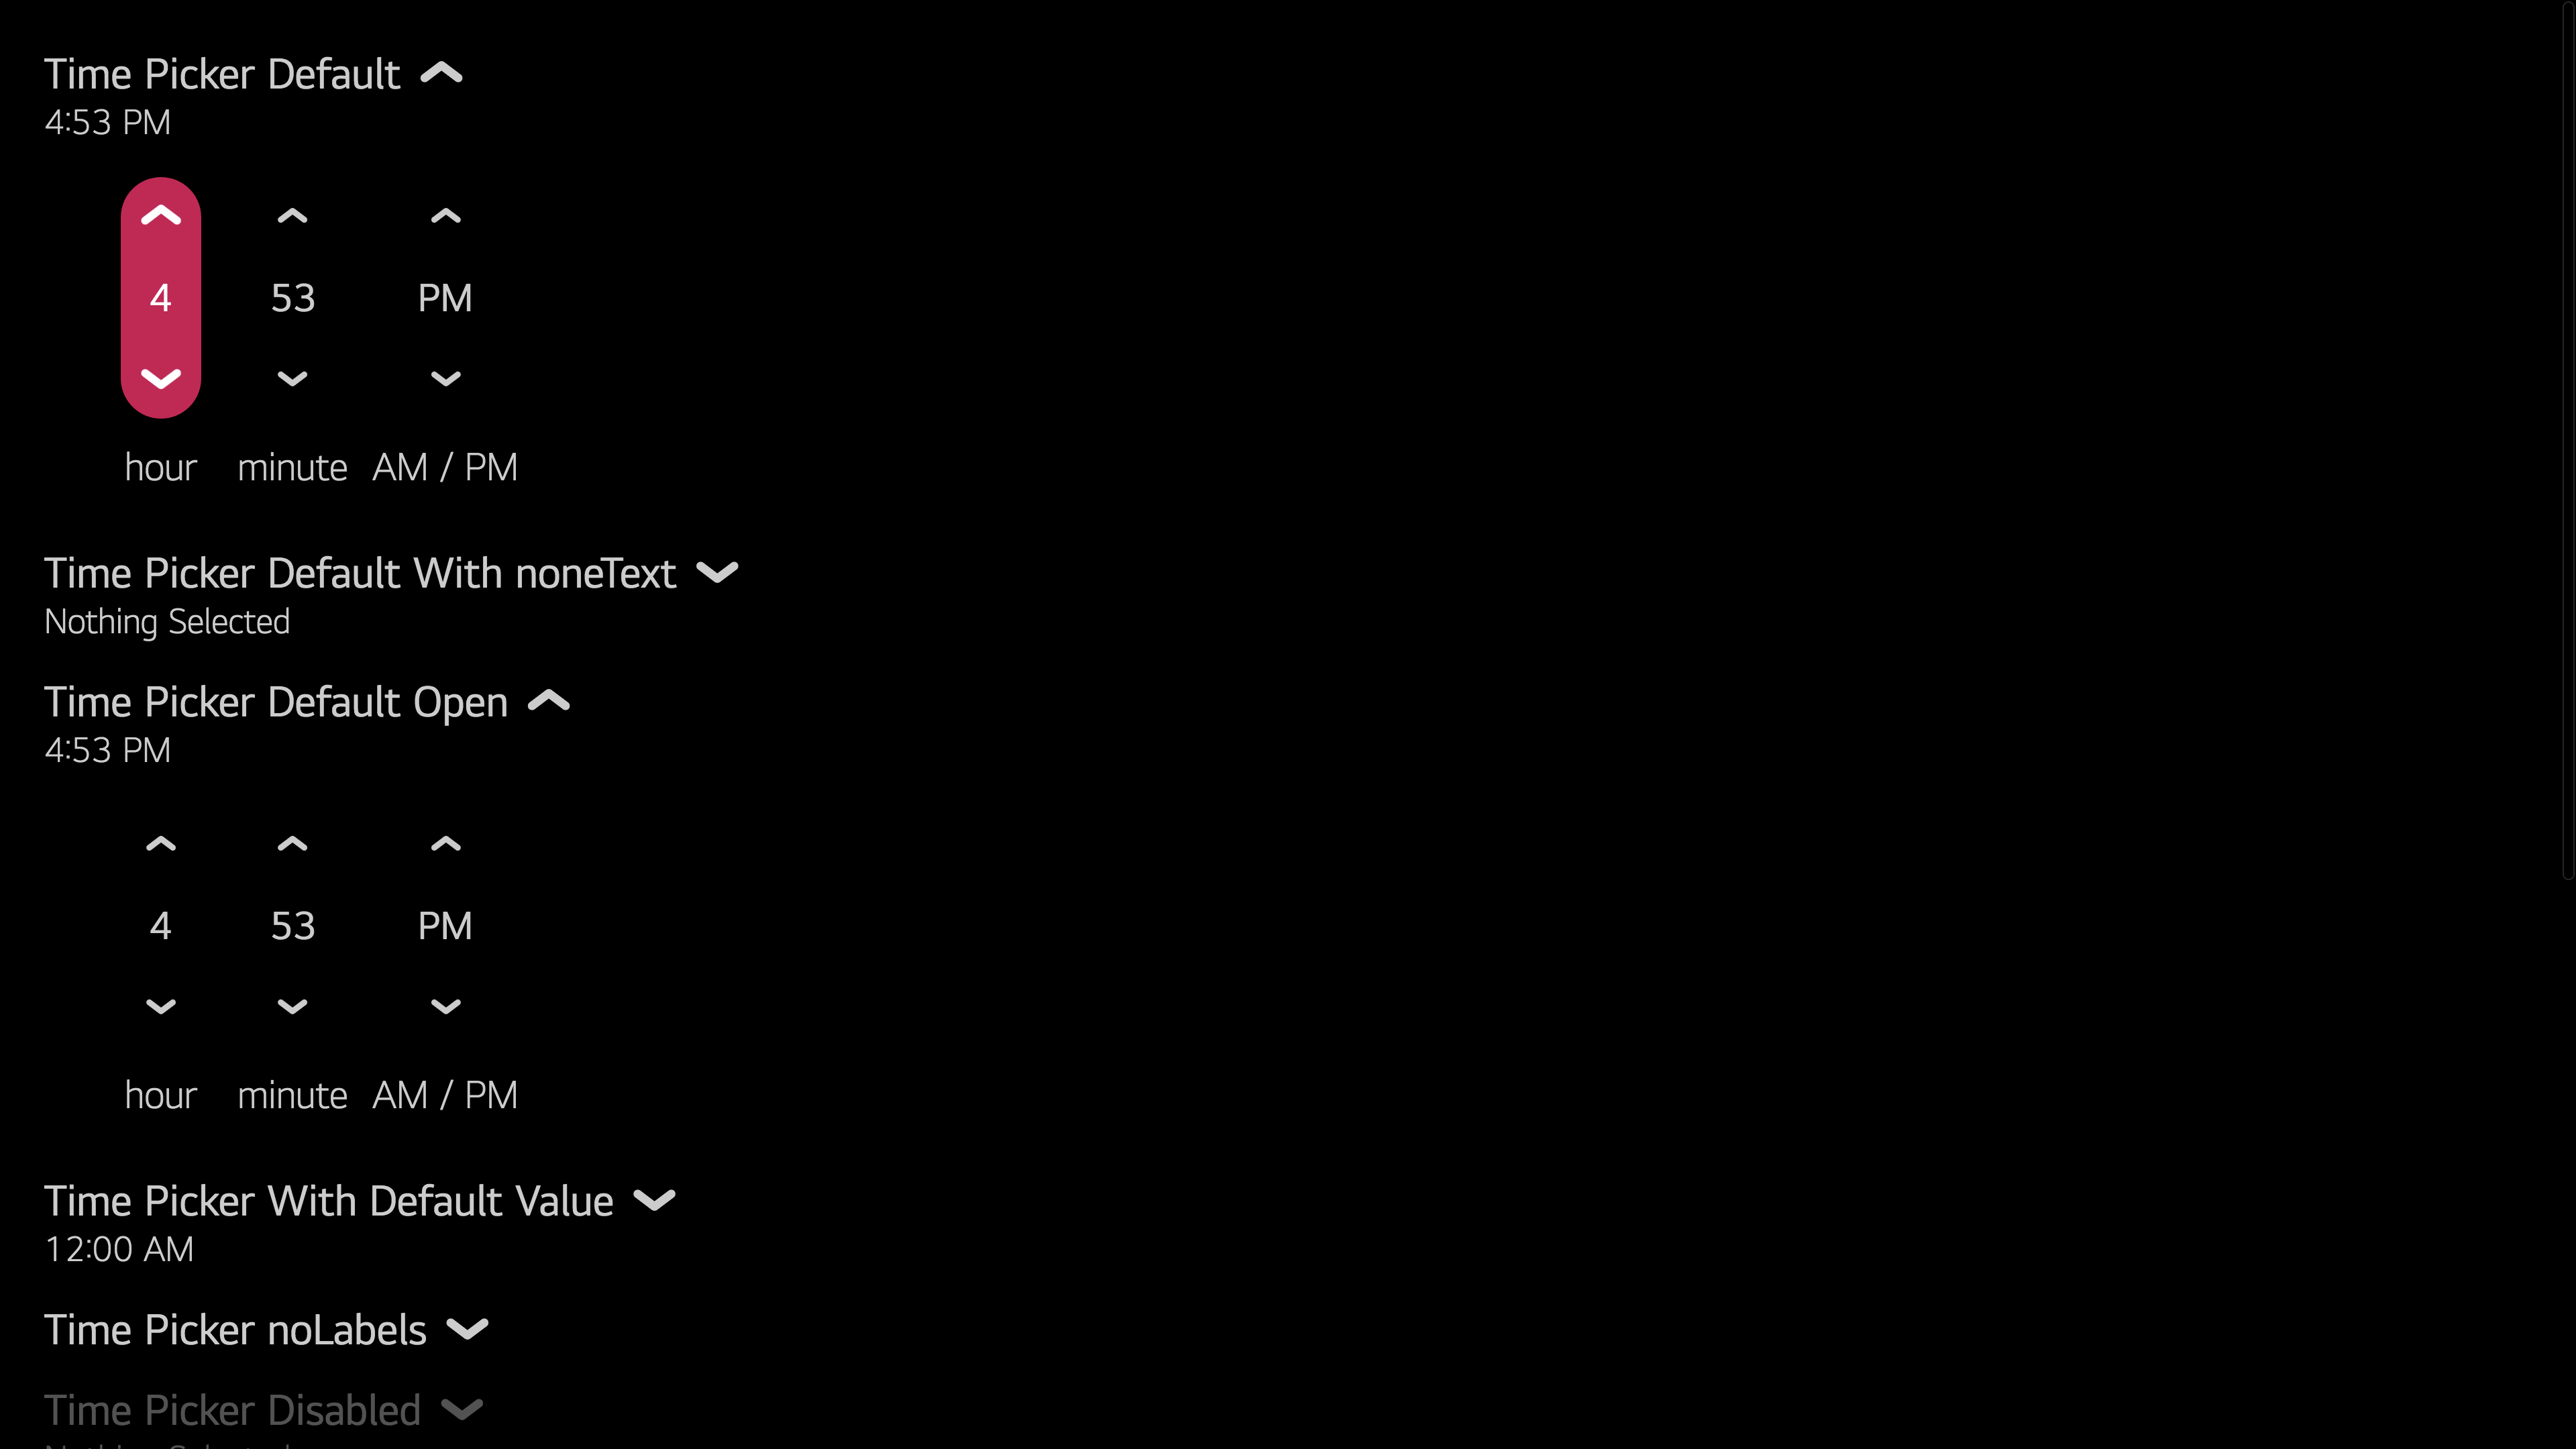 Time Picker Default
4:53 PM
4 53 PM
hour minute AM / PM
Time Picker Default With noneText
Nothing Selected
Time Picker Default Open
4:53 PM
4 53 PM
hour minute AM / PM
Time Picker With Default Value
12:00 AM
Time Picker noLabels
Time Picker Disabled